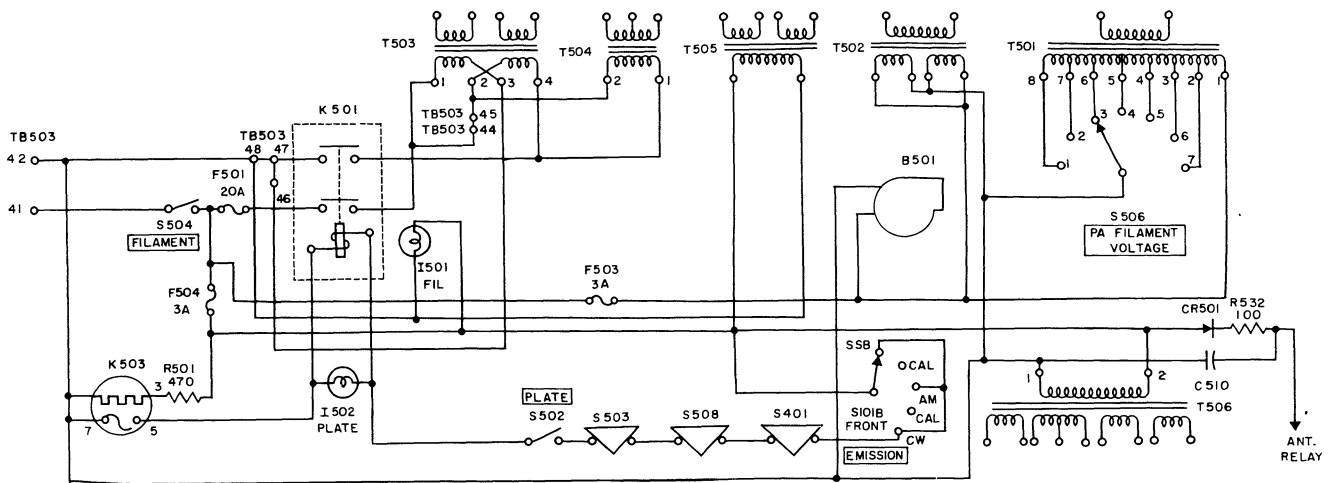 T503
T504
T505
T502
T501
1 2 3 4
2 1
8 7 6 5 4 3 2 1
K501
TB503 45
TB503 44
3
4
5
2
6
1
7
TB503
42
TB503
48 47
F501
20A
46
B501
41
S504
FILAMENT
I501
FIL
S506
PA FILAMENT
VOLTAGE
F503
3A
F504
3A
CR501
R532
100
SSB
CAL
K503
R501
470
3
1 2
C510
AM
CAL
T506
7 5
I502
PLATE
PLATE
S502
S503
S508
S401
S101B
FRONT
CW
EMISSION
ANT.
RELAY